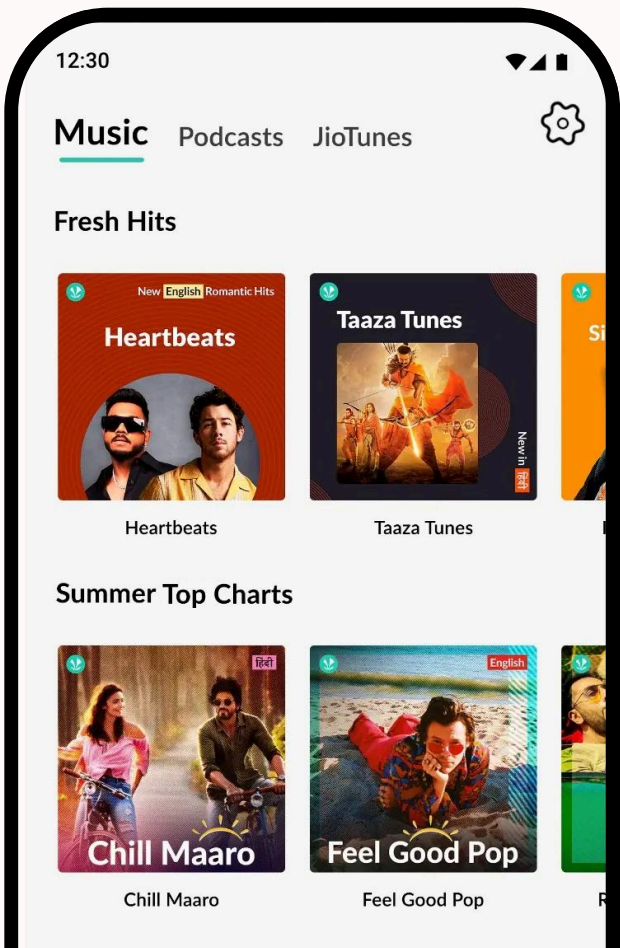 12:30
Music Podcasts JioTunes
Fresh Hits
New English Romantic Hits
Heartbeats
Taaza Tunes
New in हिंदी
Si
Heartbeats
Taaza Tunes
Summer Top Charts
हिंदी
English
Chill Maaro
Feel Good Pop
Chill Maaro
Feel Good Pop
R